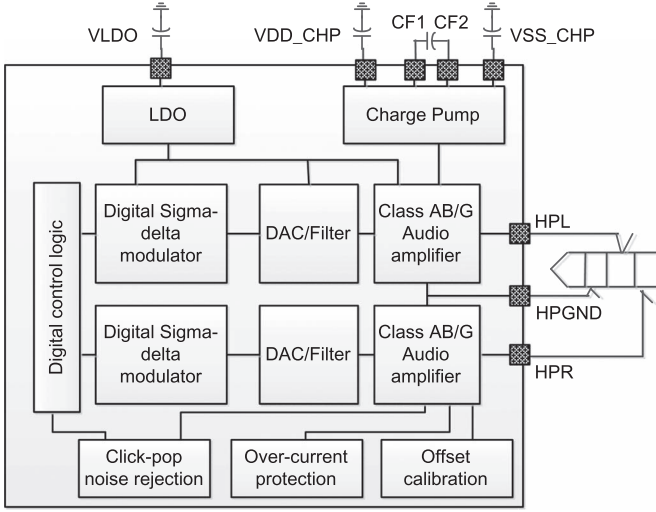 CF1 CF2
VLDO
VDD_CHP
VSS_CHP
LDO
Charge Pump
Digital control logic
Digital Sigma-
delta
modulator
DAC/Filter
Class AB/G
Audio
amplifier
HPL
HPGND
Digital Sigma-
delta
modulator
DAC/Filter
Class AB/G
Audio
amplifier
HPR
Click-pop
noise rejection
Over-current
protection
Offset
calibration